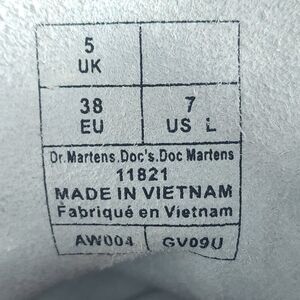 5
UK
38 7
EU US L
Dr.Martens.Doc's.Doc Martens
11821
MADE IN VIETNAM
Fabriqué en Vietnam
AW004 GV09U